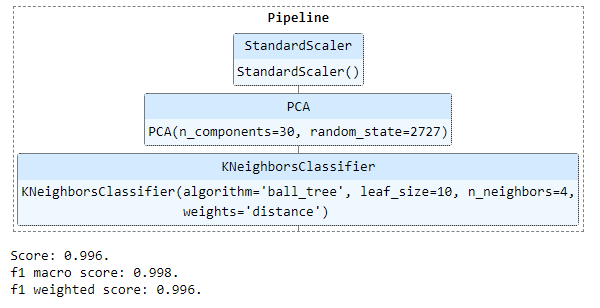 Pipeline
StandardScaler
StandardScaler()
PCA
PCA(n_components=30, random_state=2727)
KNeighborsClassifier
KNeighborsClassifier(algorithm='ball_tree', leaf_size=10, n_neighbors=4,
weights='distance')
Score: 0.996.
f1 macro score: 0.998.
f1 weighted score: 0.996.